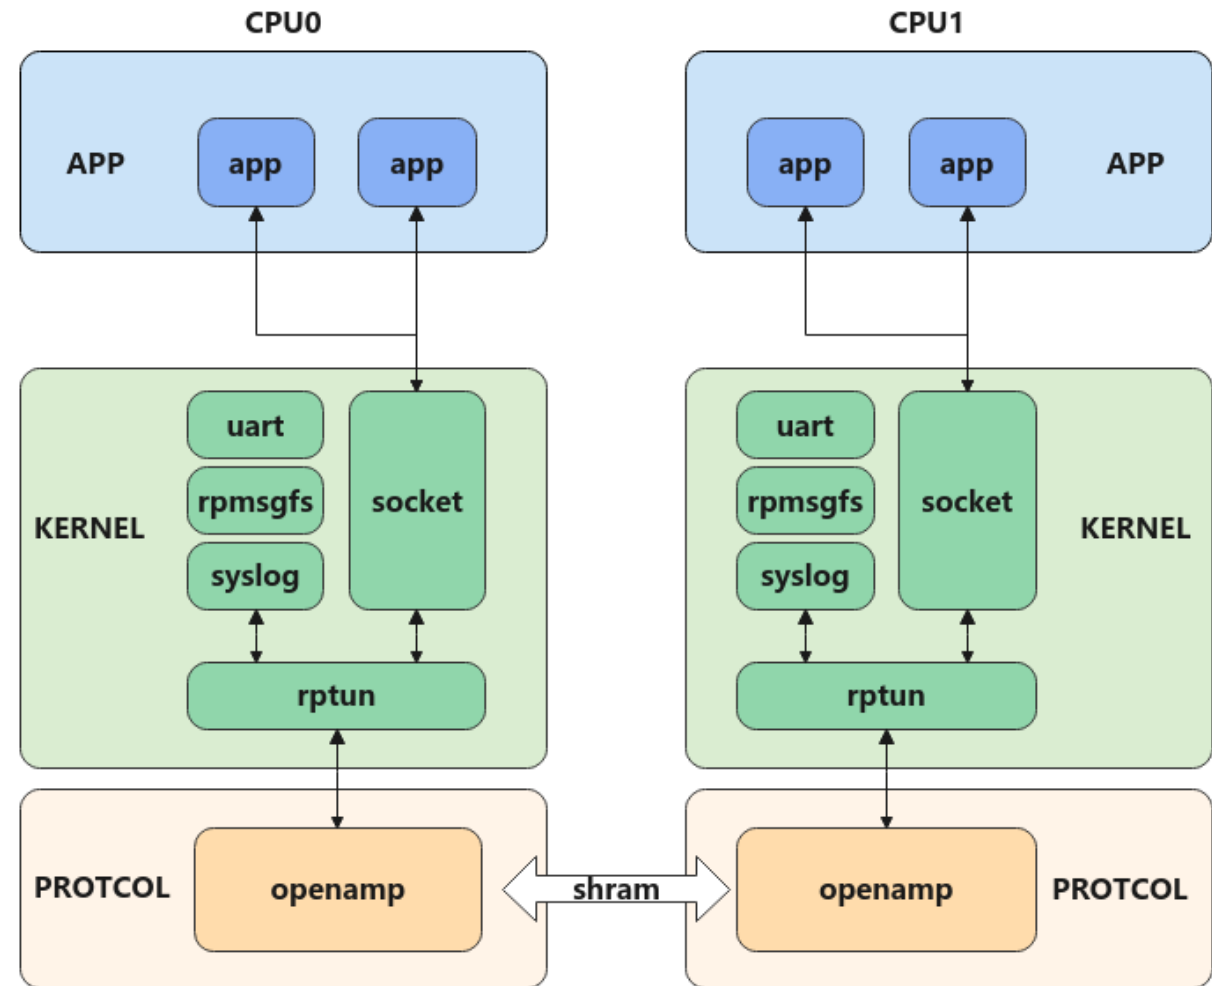 CPU0
CPU1
APP
app
app
app
app
APP
KERNEL
uart
rpmsgfs
syslog
socket
rptun
uart
rpmsgfs
syslog
socket
rptun
KERNEL
PROTCOL
openamp
shram
openamp
PROTCOL